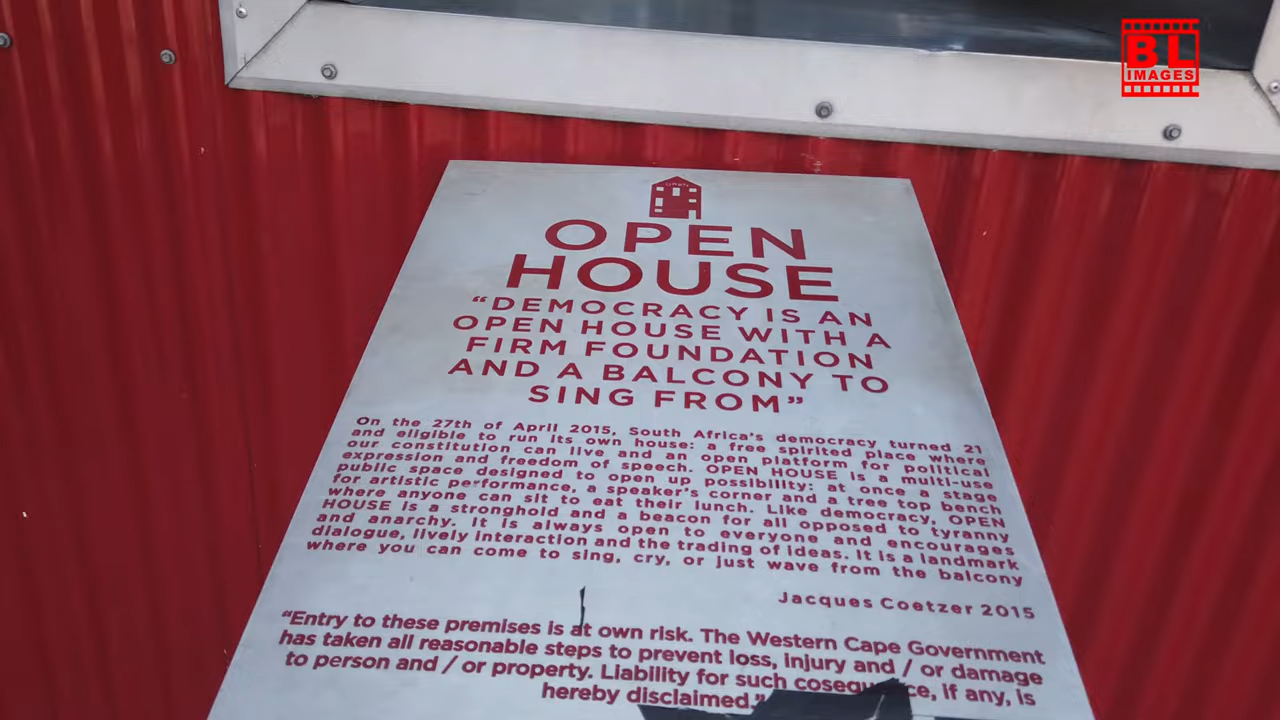 BL
IMAGES
OPEN
HOUSE
“DEMOCRACY IS AN
OPEN HOUSE WITH A
FIRM FOUNDATION
AND A BALCONY TO
SING FROM”
On the 27th of April 2015, South Africa's democracy turned 21
and eligible to run its own house: a free spirited place where
our constitution can live and an open platform for political
expression and freedom of speech. OPEN HOUSE is a multi-use
public space designed to open up possibility: at once a stage
for artistic performance, a speaker's corner and a tree top bench
where anyone can sit to eat their lunch. Like democracy, OPEN
HOUSE is a stronghold and a beacon for all opposed to tyranny
and anarchy. It is always open to everyone and encourages
dialogue, lively interaction and the trading of ideas. It is a landmark
where you can come to sing, cry, or just wave from the balcony
Jacques Coetzer 2015
“Entry to these premises is at own risk. The Western Cape Government
has taken all reasonable steps to prevent loss, injury and / or damage
to person and / or property. Liability for such if any, is
hereby disclaimed.”